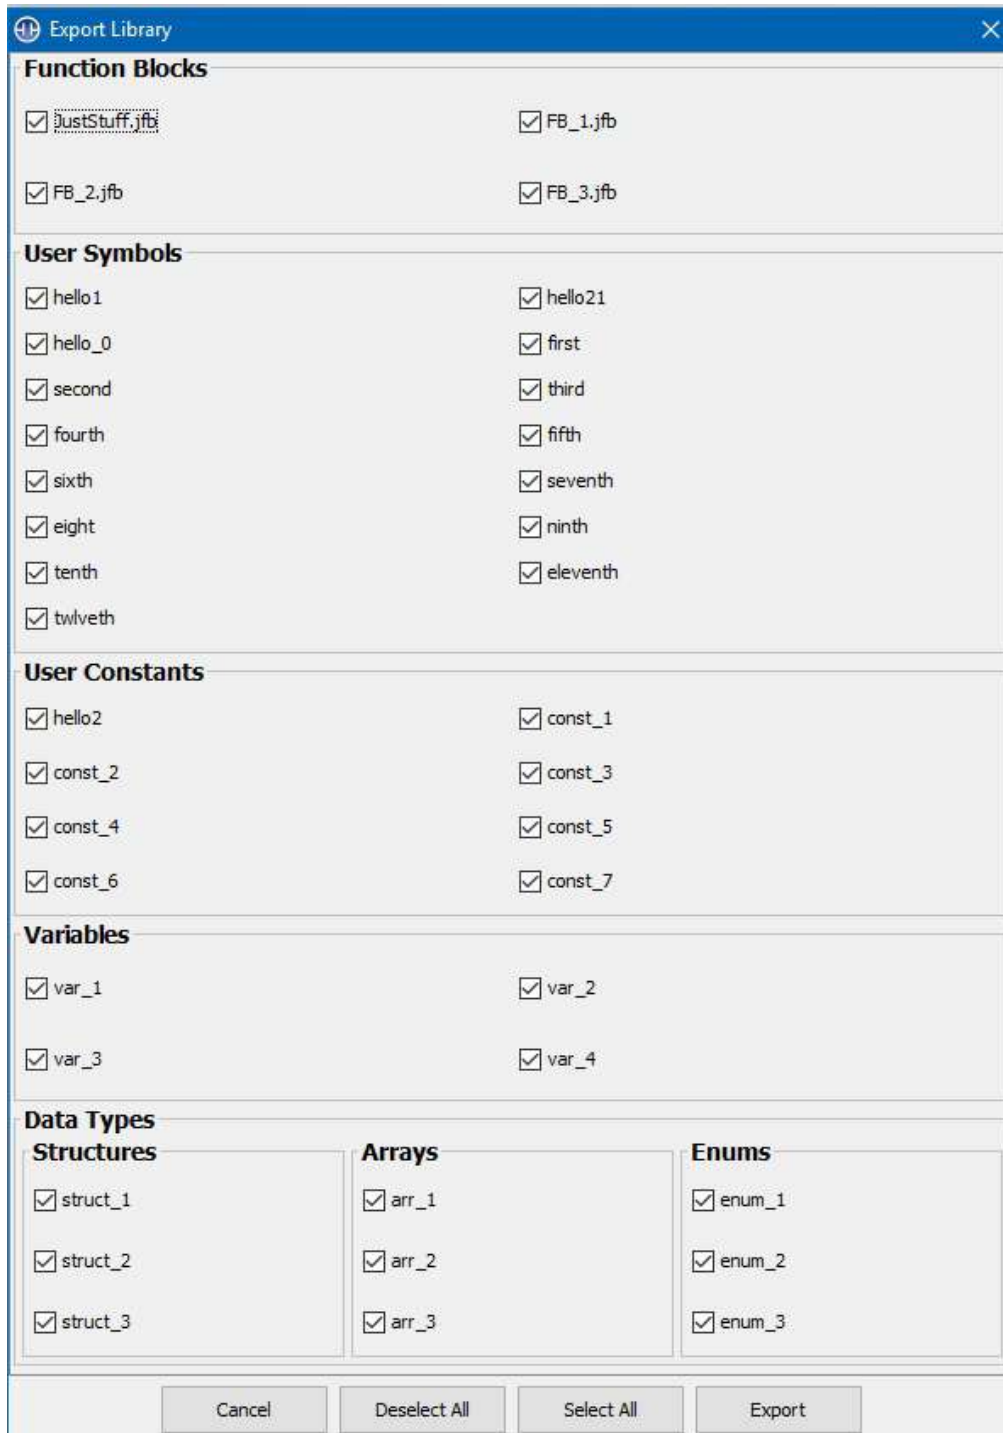 Export Library
Function Blocks
JustStuff.jfb FB_1.jfb
FB_2.jfb FB_3.jfb
User Symbols
hello1 hello21
hello_0 first
second third
fourth fifth
sixth seventh
eight ninth
tenth eleventh
twlveth
User Constants
hello2 const_1
const_2 const_3
const_4 const_5
const_6 const_7
Variables
var_1 var_2
var_3 var_4
Data Types
Structures Arrays Enums
struct_1 arr_1 enum_1
struct_2 arr_2 enum_2
struct_3 arr_3 enum_3
Cancel Deselect All Select All Export